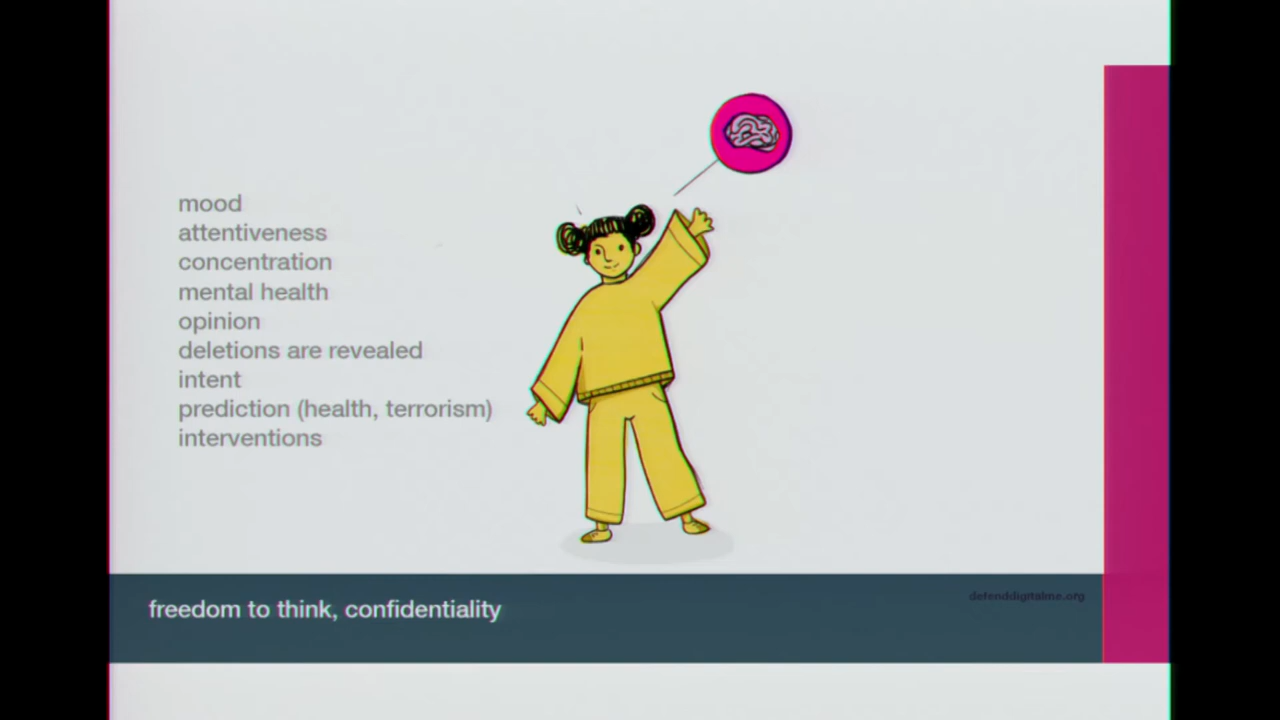 mood
attentiveness
concentration
mental health
opinion
deletions are revealed
intent
prediction (health, terrorism)
interventions
freedom to think, confidentiality
defenddigitalme.org